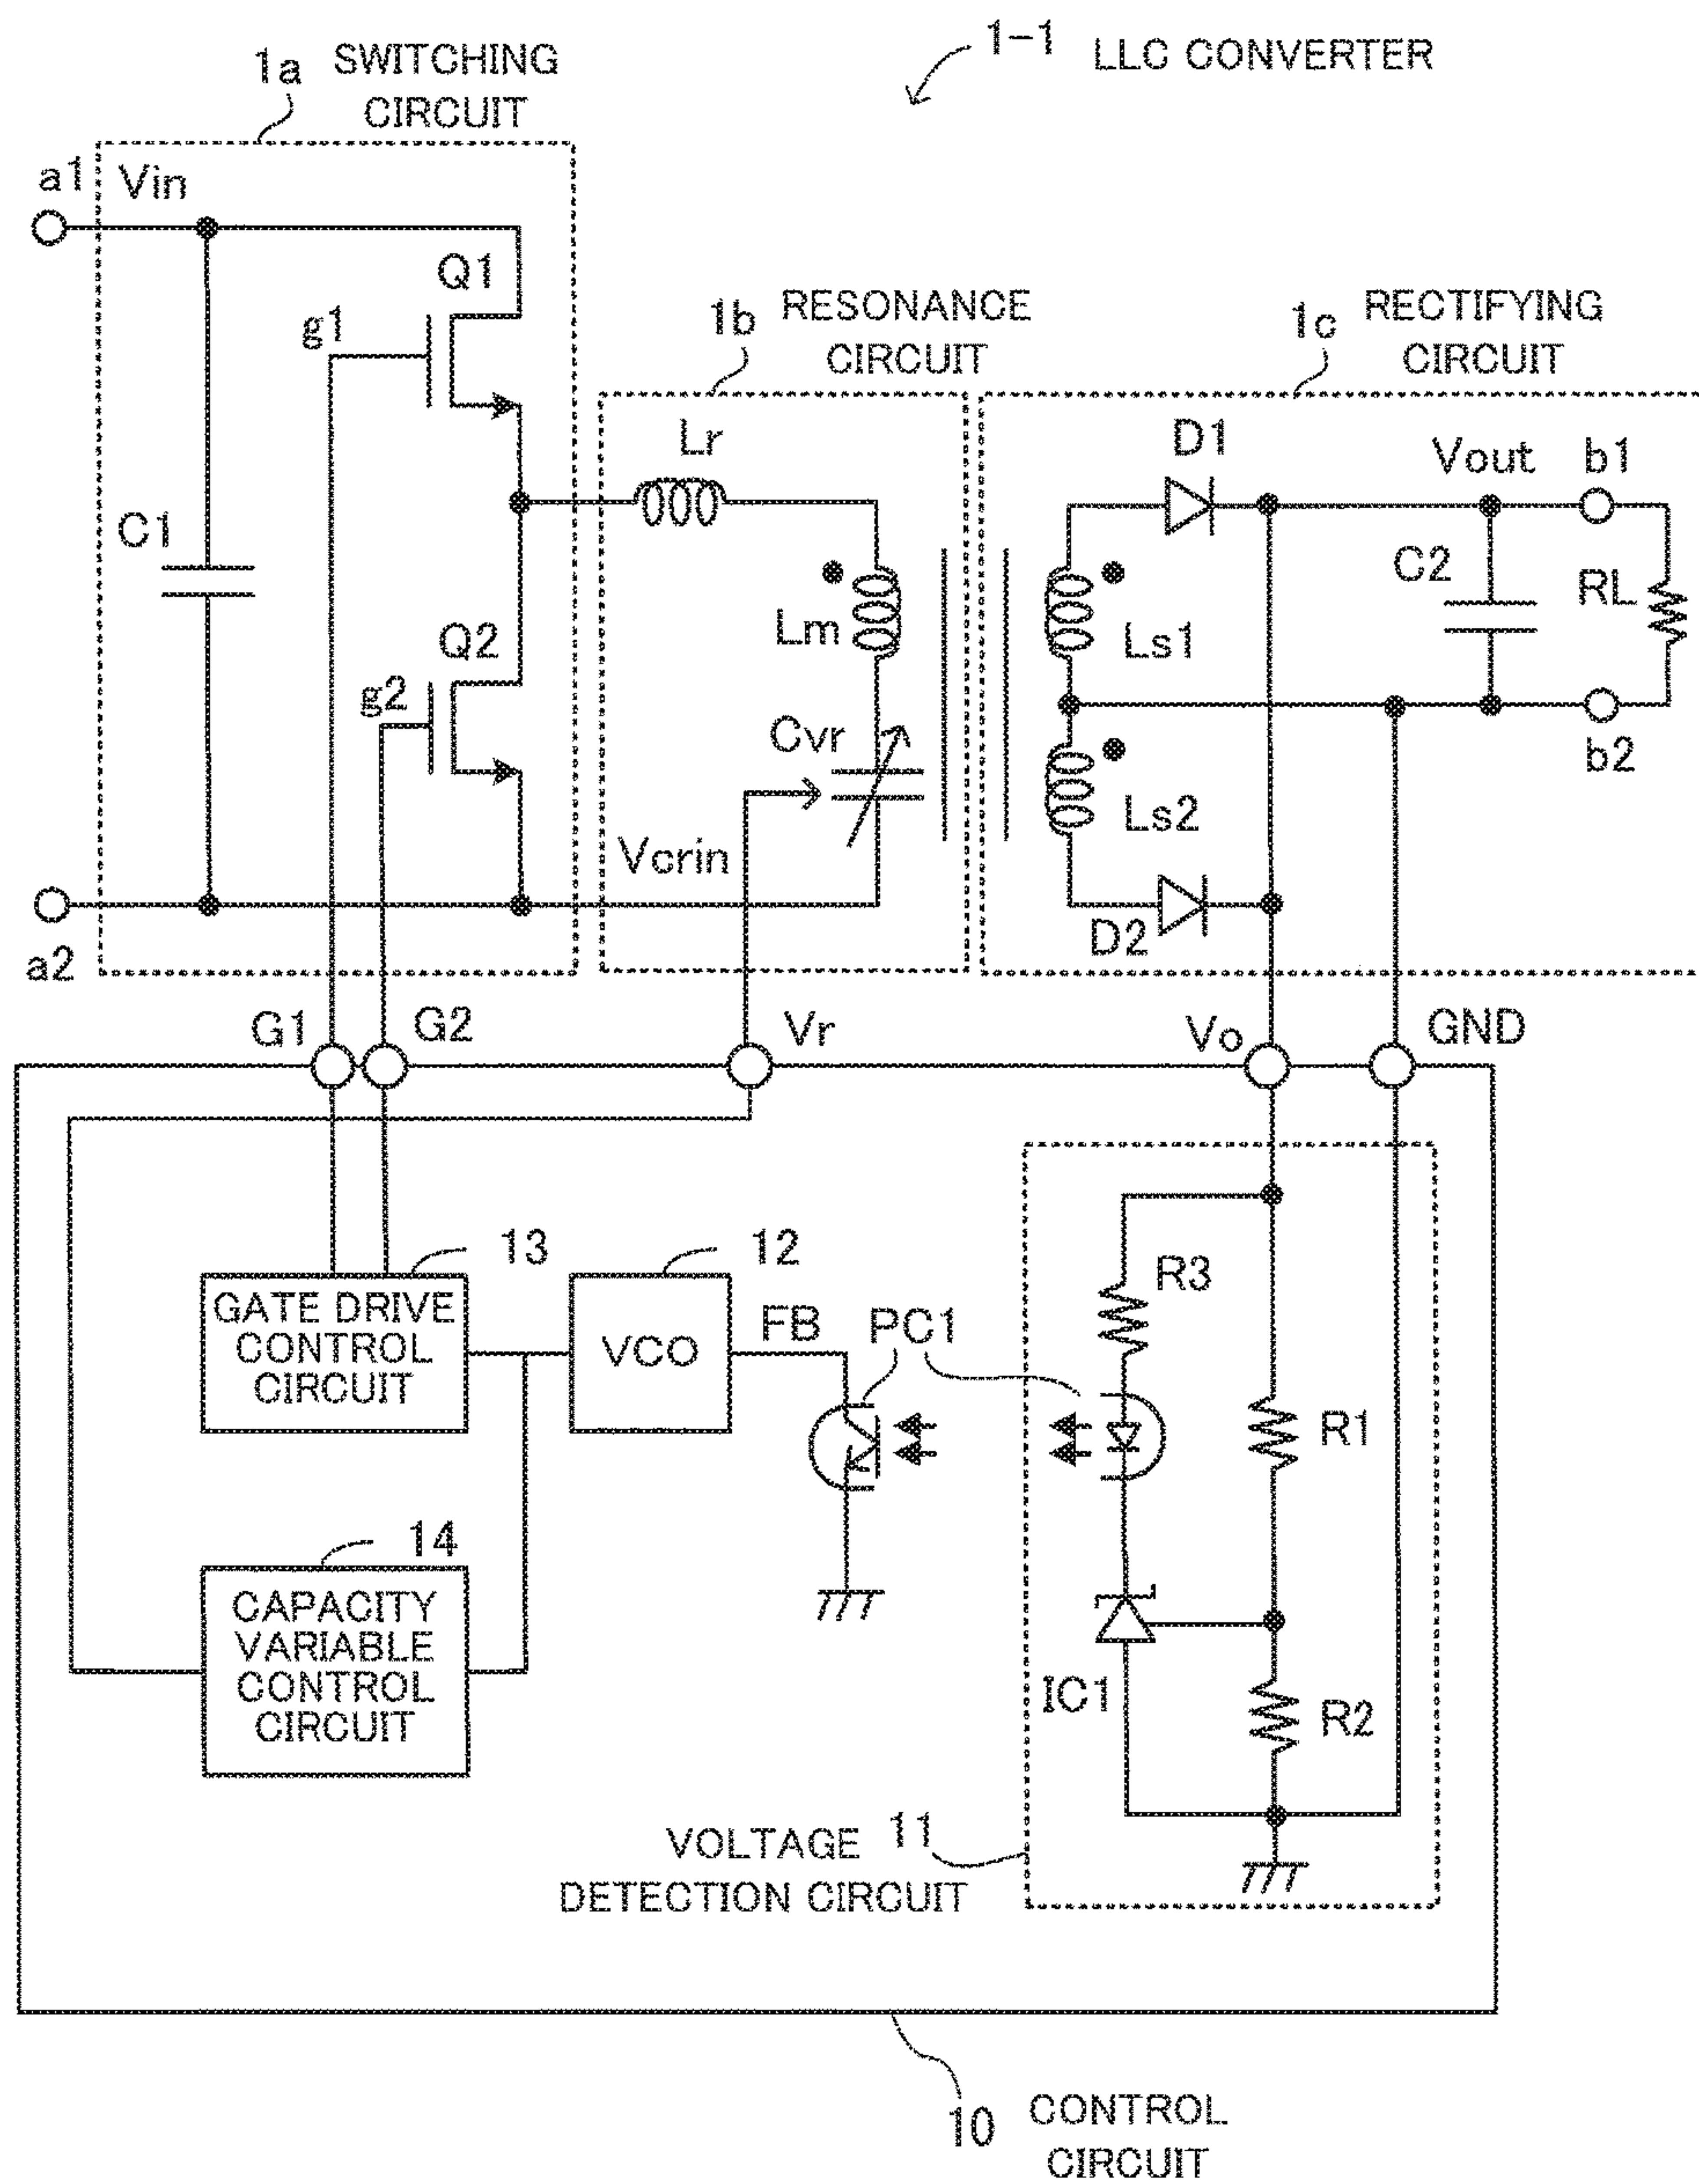 1-1 LLC CONVERTER
1a SWITCHING
CIRCUIT
a1
Vin
Q1
g1
1b RESONANCE
CIRCUIT
1c RECTIFYING
CIRCUIT
Lr
D1
Vout
b1
C1
C2
RL
Lm
Ls1
Q2
g2
Cvr
b2
Ls2
Vcrin
D2
a2
G1
G2
Vr
Vo
GND
13
12
R3
GATE DRIVE
CONTROL
CIRCUIT
VCO
FB
PC1
R1
14
CAPACITY
VARIABLE
CONTROL
CIRCUIT
IC1
R2
VOLTAGE
DETECTION CIRCUIT
11
10 CONTROL
CIRCUIT